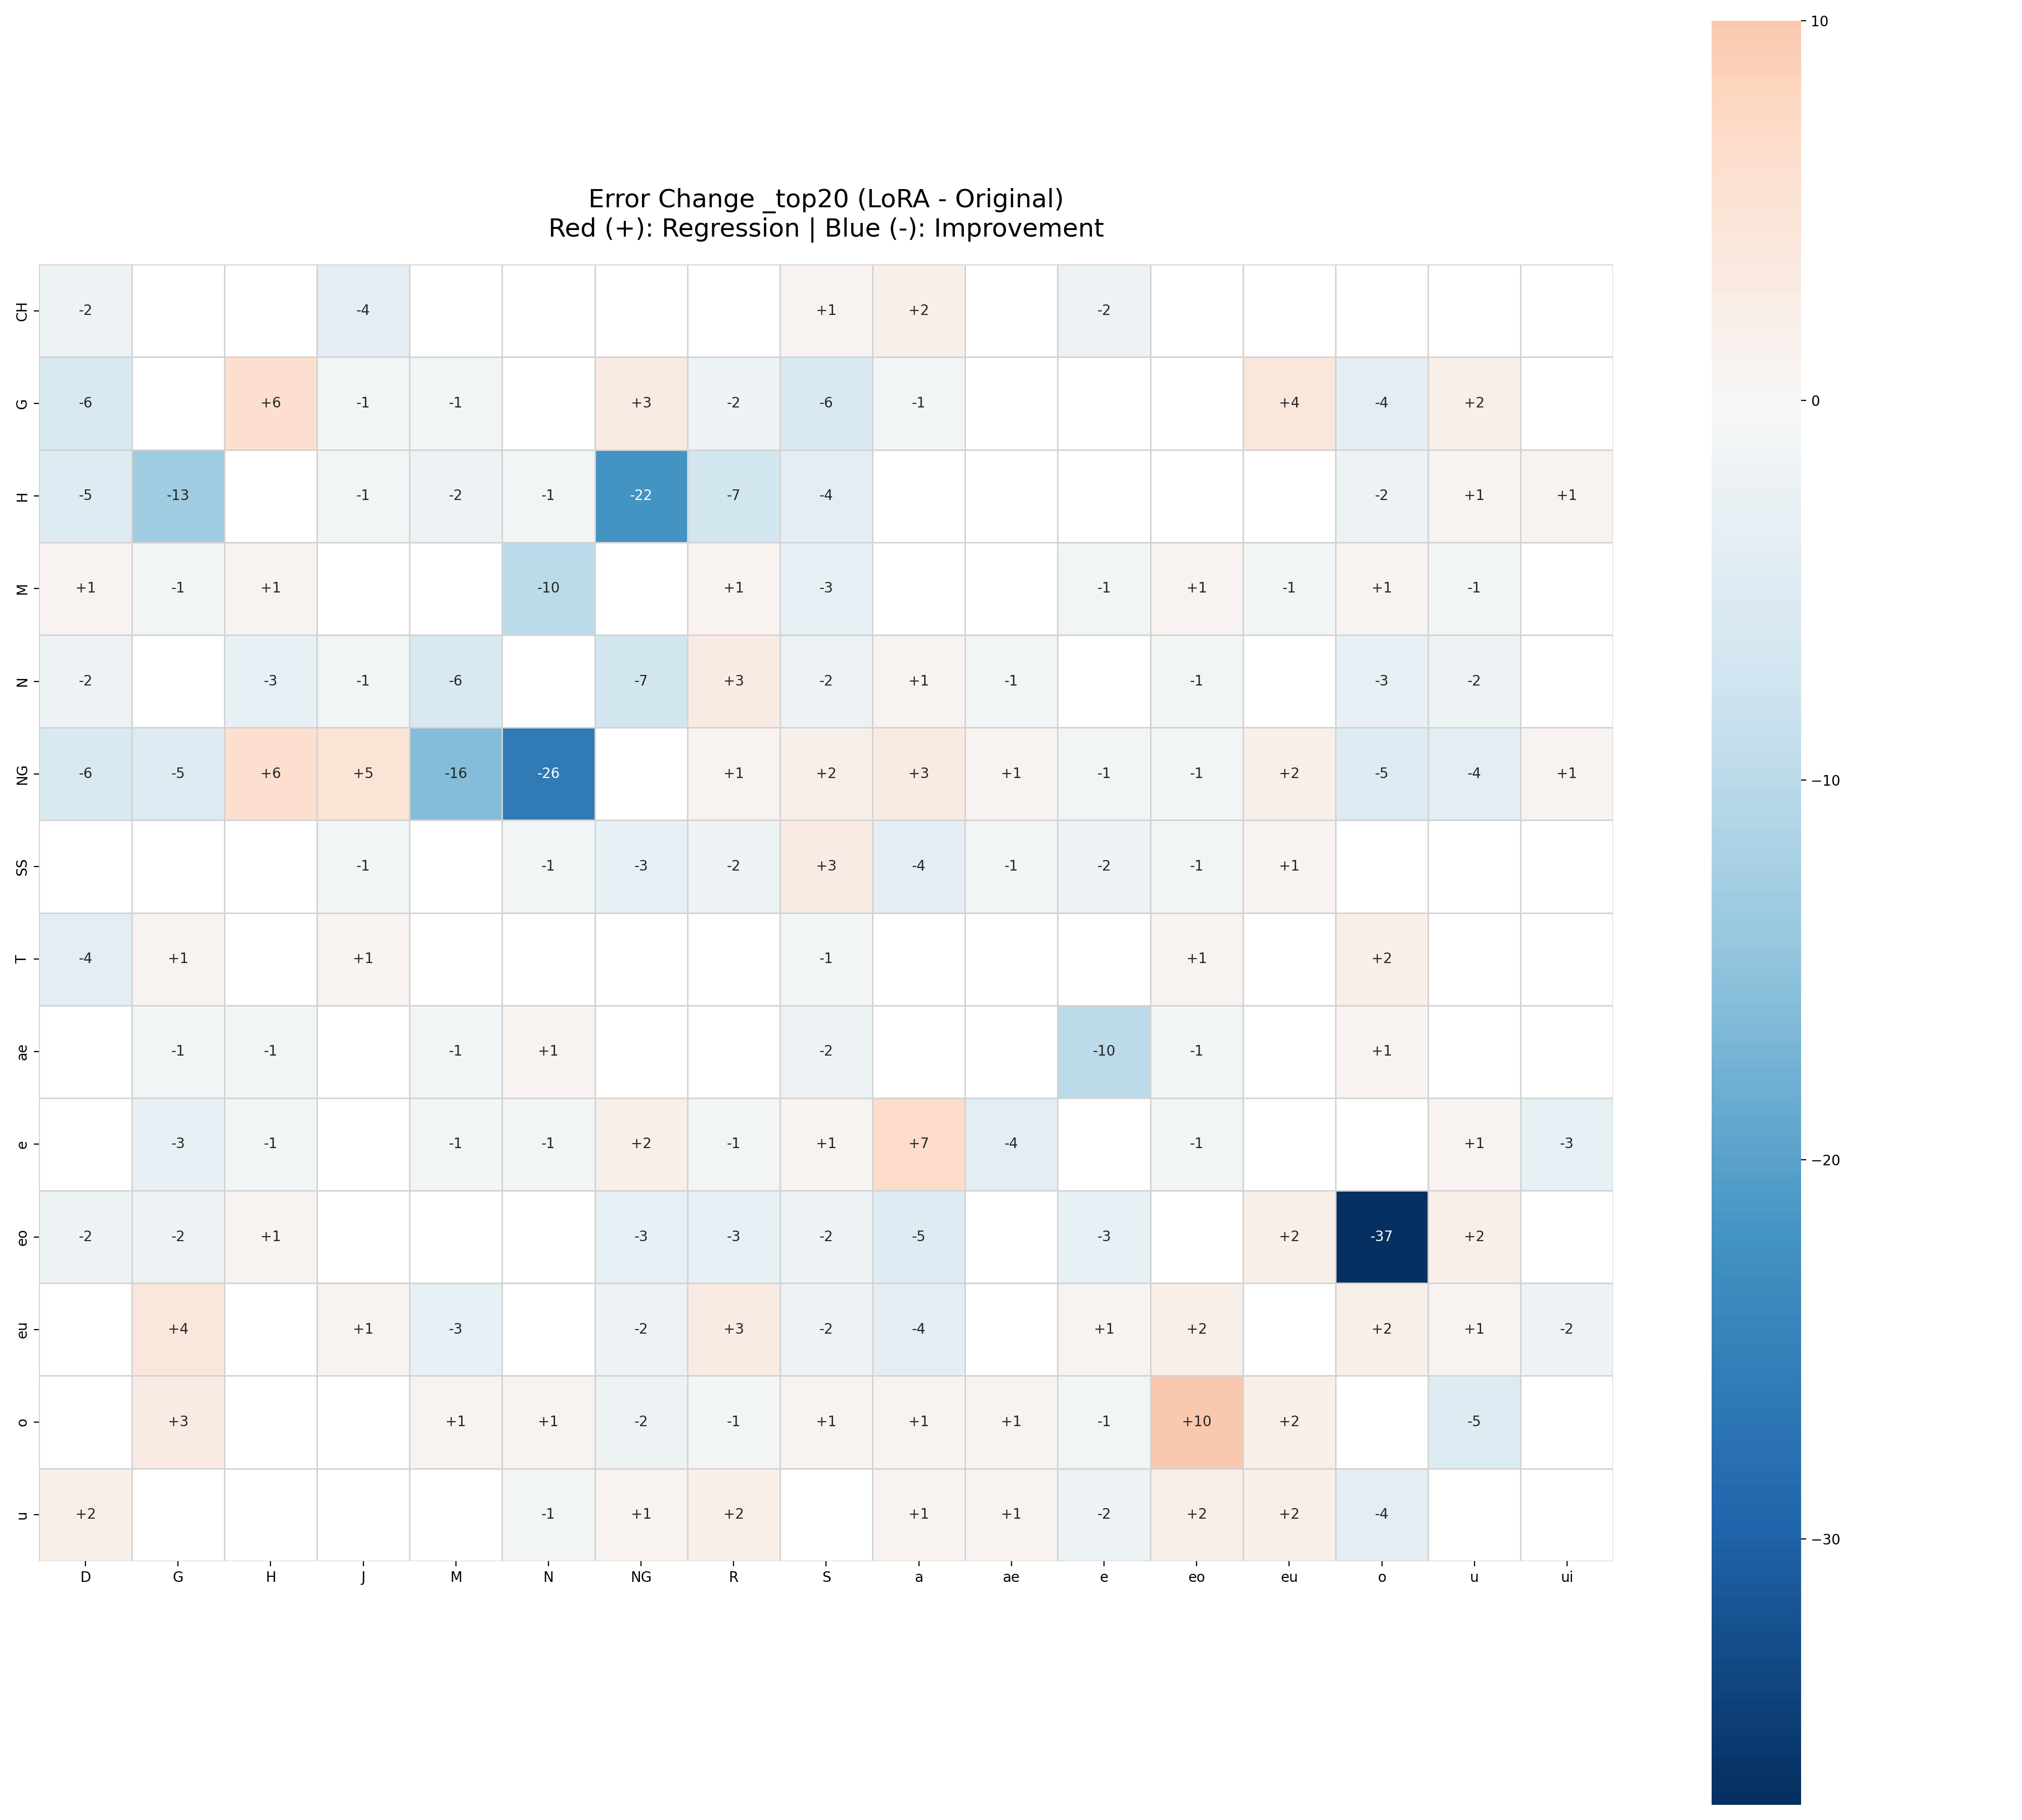 Error Change _top20 (LoRA - Original)
Red (+): Regression | Blue (-): Improvement
CH -2 -4 +1 +2 -2
G -6 +6 -1 -1 +3 -2 -6 -1 +4 -4 +2
H -5 -13 -1 -2 -1 -22 -7 -4 -2 +1 +1
M +1 -1 +1 -10 +1 -3 -1 +1 -1 +1 -1
N -2 -3 -1 -6 -7 +3 -2 +1 -1 -1 -3 -2
NG -6 -5 +6 +5 -16 -26 +1 +2 +3 +1 -1 -1 +2 -5 -4 +1
SS -1 -1 -3 -2 +3 -4 -1 -2 -1 +1
T -4 +1 +1 -1 +1 +2
ae -1 -1 -1 +1 -2 -10 -1 +1
e -3 -1 -1 -1 +2 -1 +1 +7 -4 -1 +1 -3
eo -2 -2 +1 -3 -3 -2 -5 -3 +2 -37 +2
eu +4 +1 -3 -2 +3 -2 -4 +1 +2 +2 +1 -2
o +3 +1 +1 -2 -1 +1 +1 +1 -1 +10 +2 -5
u +2 -1 +1 +2 +1 +1 -2 +2 +2 -4
D G H J M N NG R S a ae e eo eu o u ui
10
0
−10
−20
−30